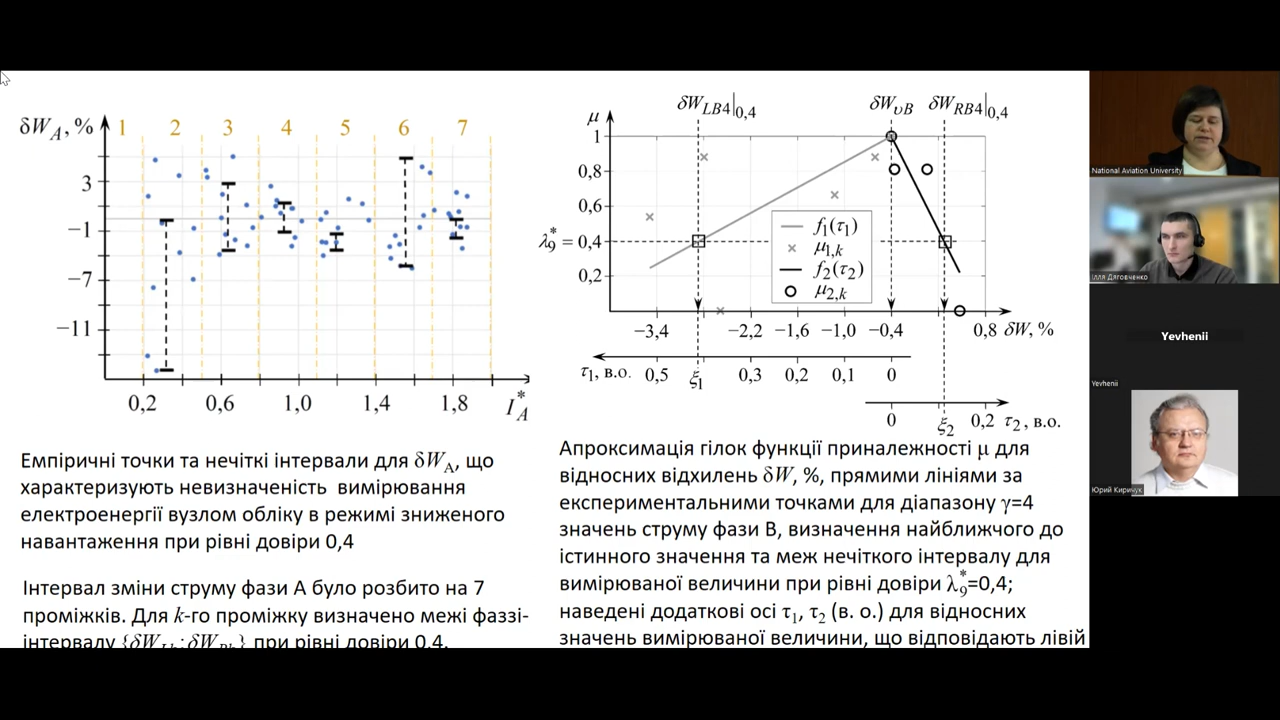 δW_A, %
1 2 3 4 5 6 7
3
−1
−7
−11
0,2 0,6 1,0 1,4 1,8 I*_A
Емпіричні точки та нечіткі інтервали для δW_A, що
характеризують невизначеність вимірювання
електроенергії вузлом обліку в режимі зниженого
навантаження при рівні довіри 0,4
Інтервал зміни струму фази А було розбито на 7
проміжків. Для k-го проміжку визначено межі фаззі-
інтервалу {δW_Lk; δW_Rk} при рівні довіри 0,4.
δW_LB4|0,4 δW_υB δW_RB4|0,4
μ
1
0,8
0,6
λ*_9 = 0,4
0,2
f1(τ1)
μ1,k
f2(τ2)
μ2,k
−3,4 −2,2 −1,6 −1,0 −0,4 0,8 δW, %
τ1, в.о. 0,5 ξ1 0,3 0,2 0,1 0
0 ξ2 0,2 τ2, в.о.
Апроксимація гілок функції приналежності μ для
відносних відхилень δW, %, прямими лініями за
експериментальними точками для діапазону γ=4
значень струму фази В, визначення найближчого до
істинного значення та меж нечіткого інтервалу для
вимірюваної величини при рівні довіри λ*_9=0,4;
наведені додаткові осі τ1, τ2 (в. о.) для відносних
значень вимірюваної величини, що відповідають лівій
National Aviation University
Ілля Дяговченко
Yevhenii
Yevhenii
Юрий Киричук